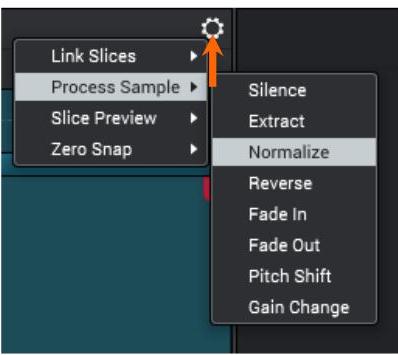 Link Slices
Process Sample
Slice Preview
Zero Snap
Silence
Extract
Normalize
Reverse
Fade In
Fade Out
Pitch Shift
Gain Change